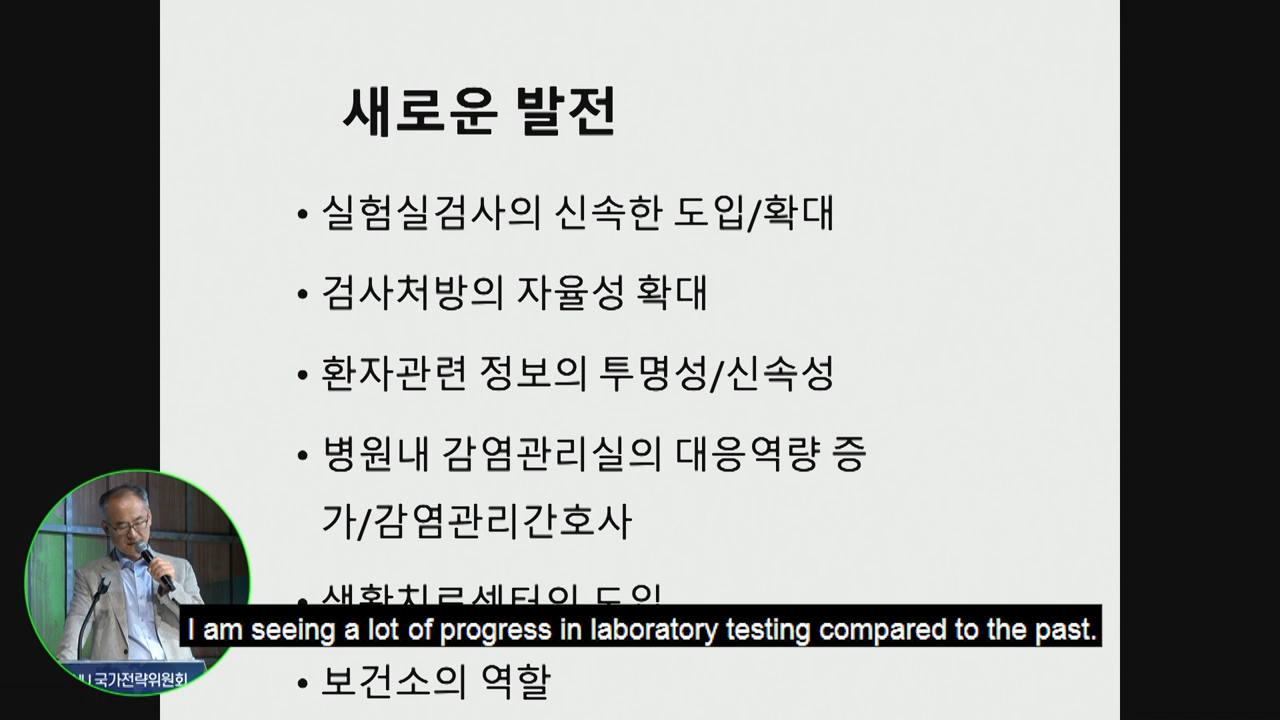 새로운 발전
• 실험실검사의 신속한 도입/확대
• 검사처방의 자율성 확대
• 환자관련 정보의 투명성/신속성
• 병원내 감염관리실의 대응역량 증
가/감염관리간호사
• 생활치료센터의 도입
I am seeing a lot of progress in laboratory testing compared to the past.
국가전략위원회
• 보건소의 역할